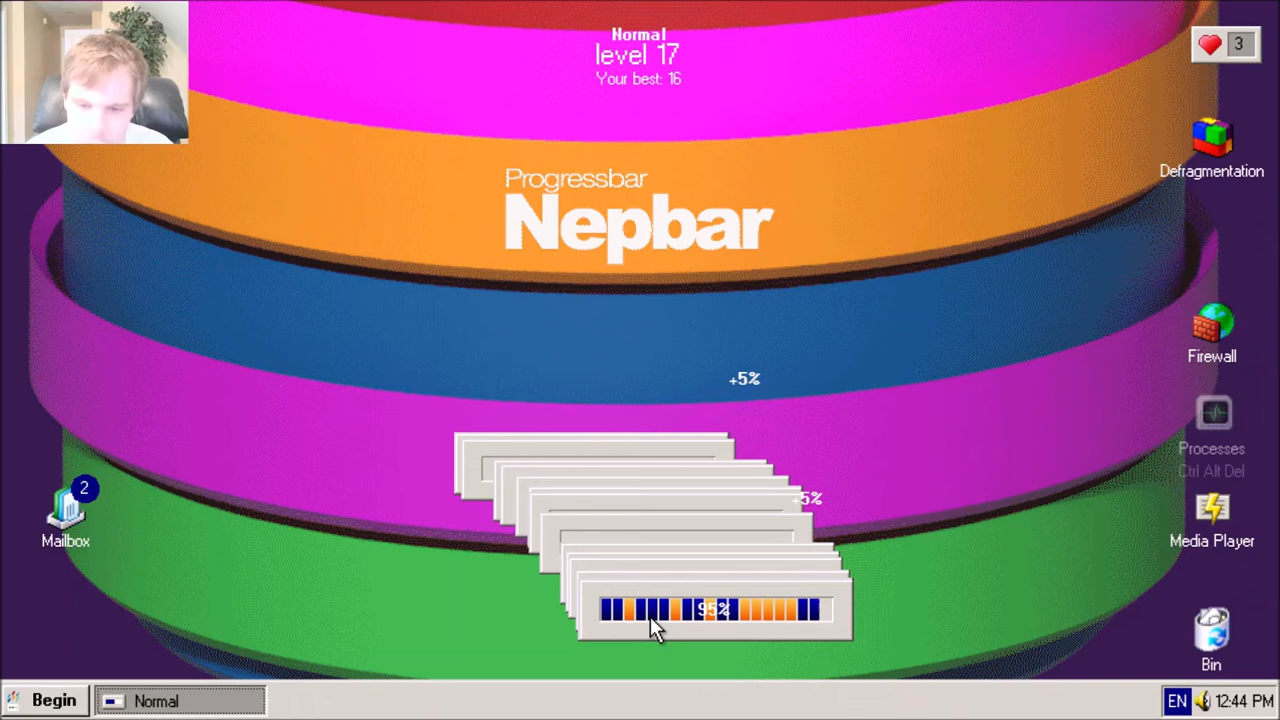 Normal
level 17
Your best: 16
3
Defragmentation
Progressbar
Nepbar
Firewall
+5%
Processes
Ctrl Alt Del
2
+5%
Mailbox
Media Player
95%
Bin
Begin
Normal
EN
12:44 PM